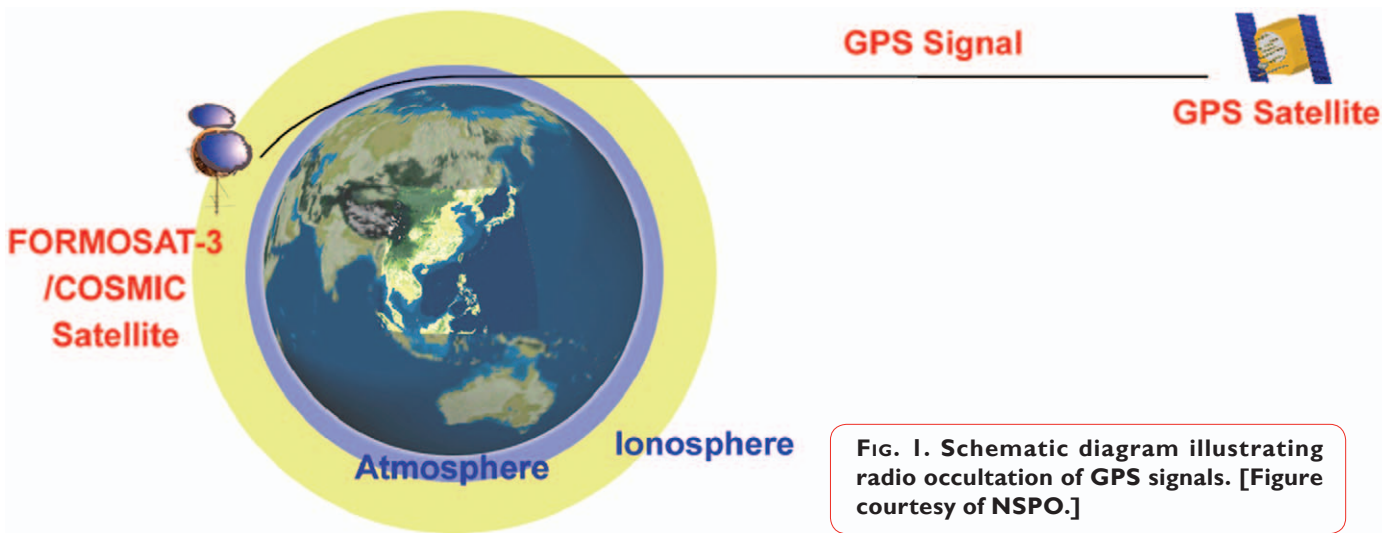 GPS Signal
GPS Satellite
FORMOSAT-3
/COSMIC
Satellite
Ionosphere
Atmosphere
FIG. 1. Schematic diagram illustrating
radio occultation of GPS signals. [Figure
courtesy of NSPO.]